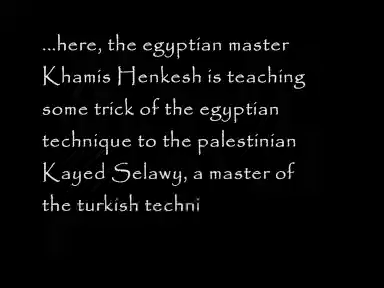 ...here, the egyptian master
Khamis Henkesh is teaching
some trick of the egyptian
technique to the palestinian
Kayed Selawy, a master of
the turkish techni